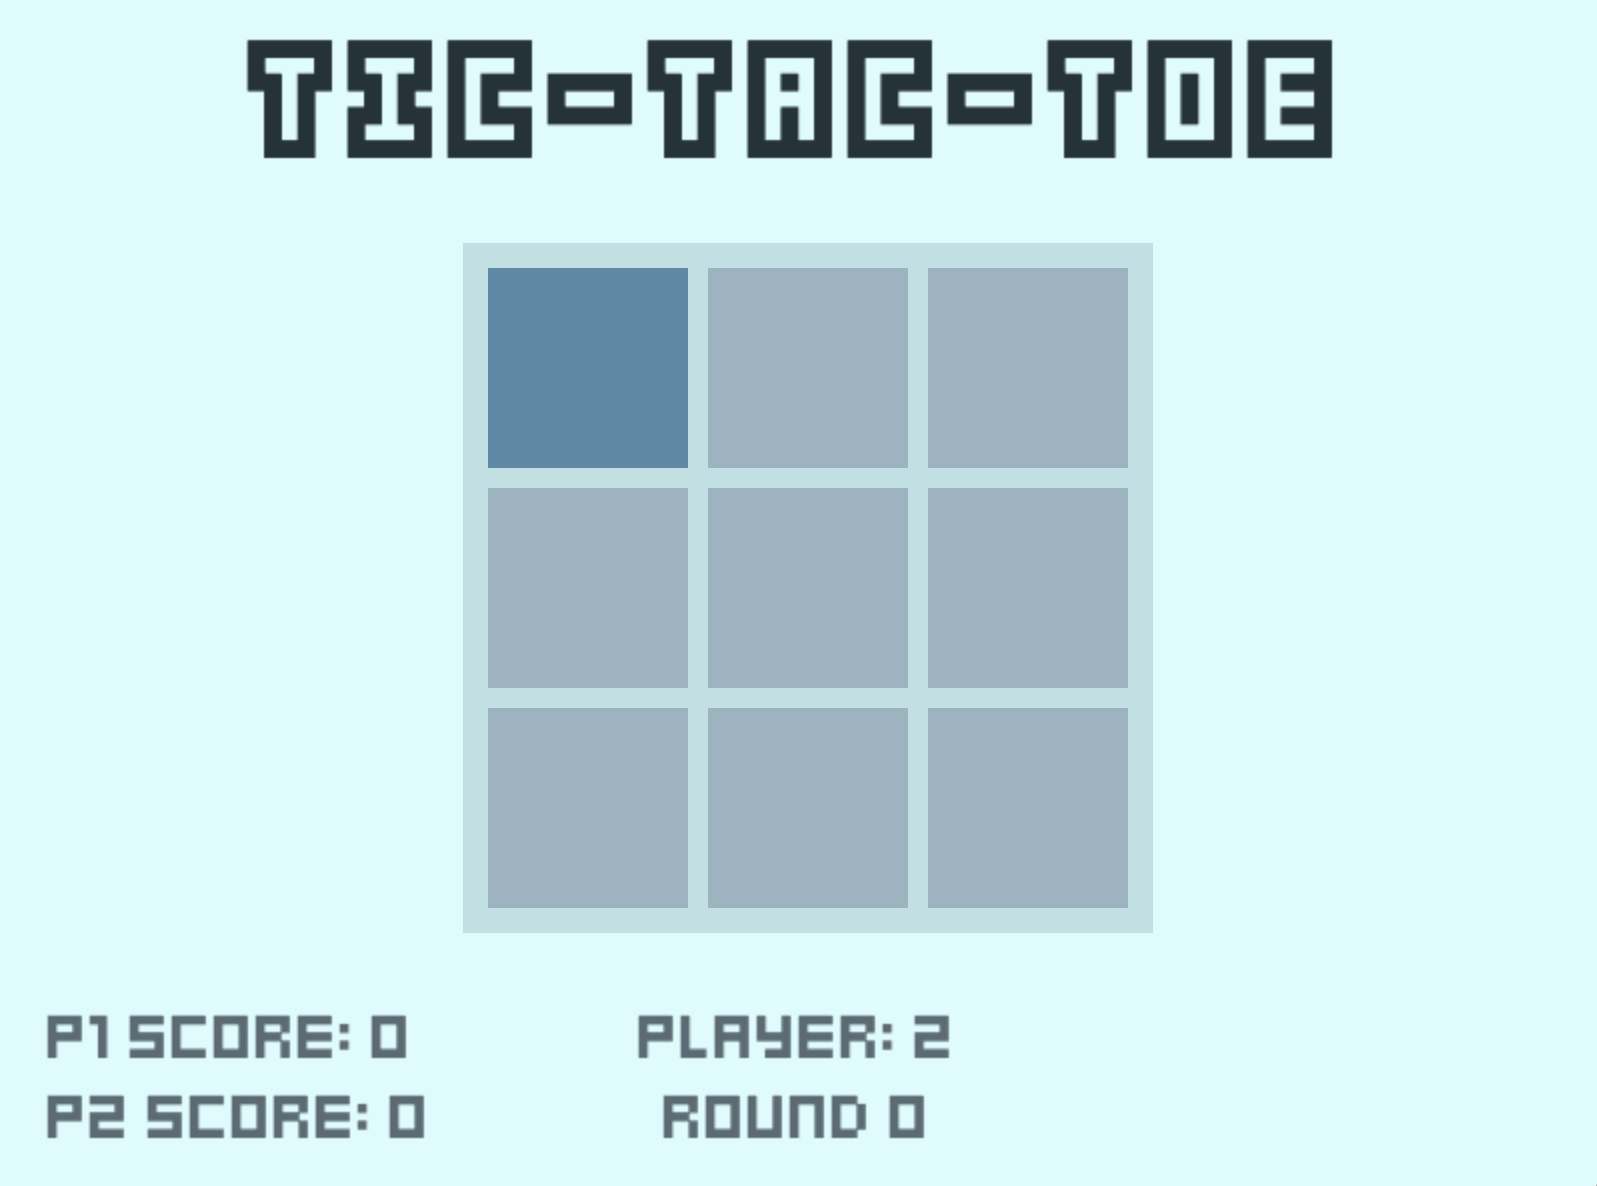 TIC-TAC-TOE
P1 SCORE: 0
PLAYER: 2
P2 SCORE: 0
ROUND 0